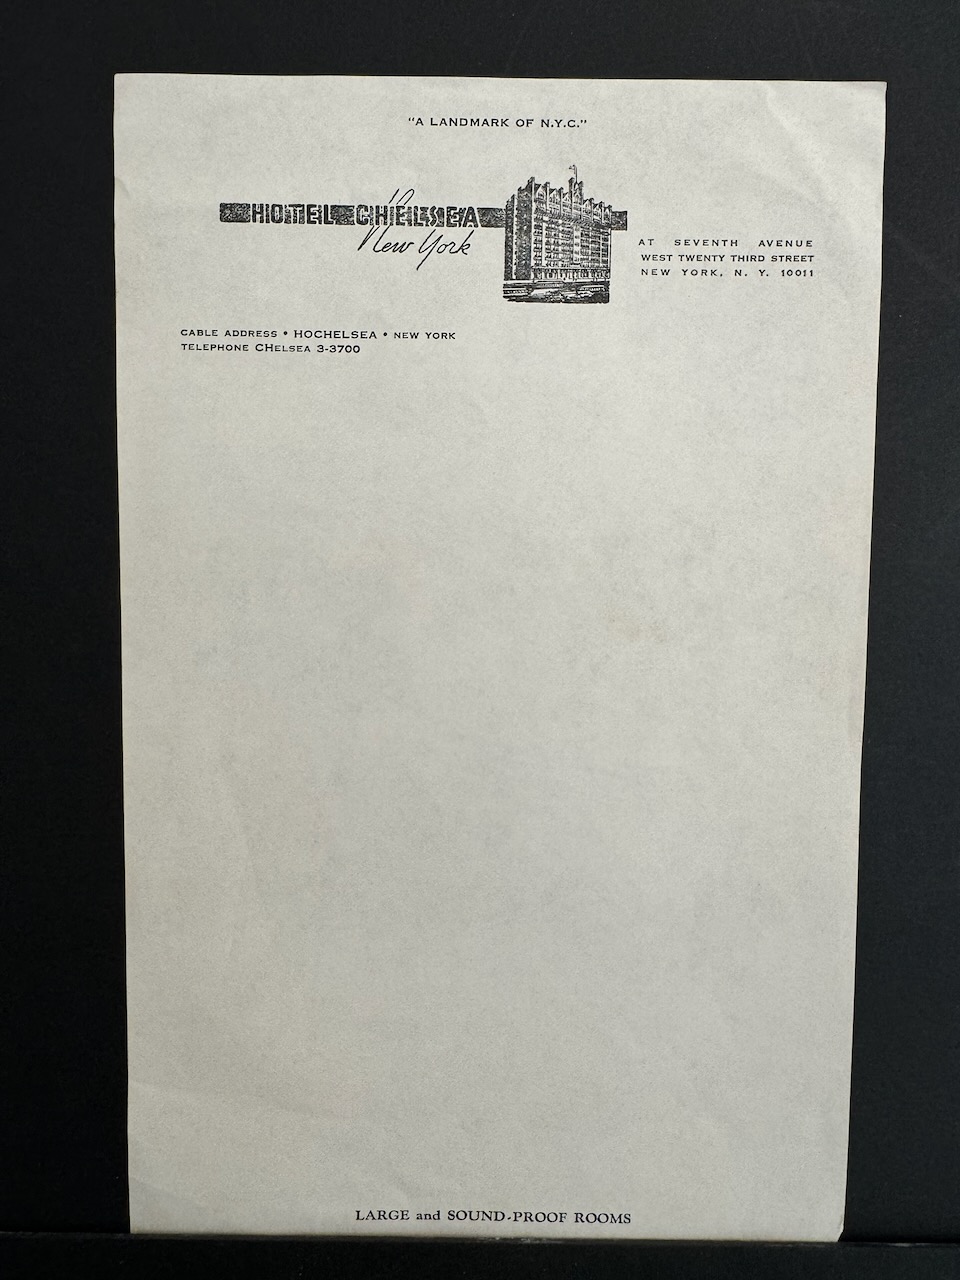 "A LANDMARK OF N.Y.C."
HOTEL CHELSEA
New York
AT SEVENTH AVENUE
WEST TWENTY THIRD STREET
NEW YORK, N. Y. 10011
CABLE ADDRESS • HOCHELSEA • NEW YORK
TELEPHONE CHelsea 3-3700
LARGE and SOUND-PROOF ROOMS